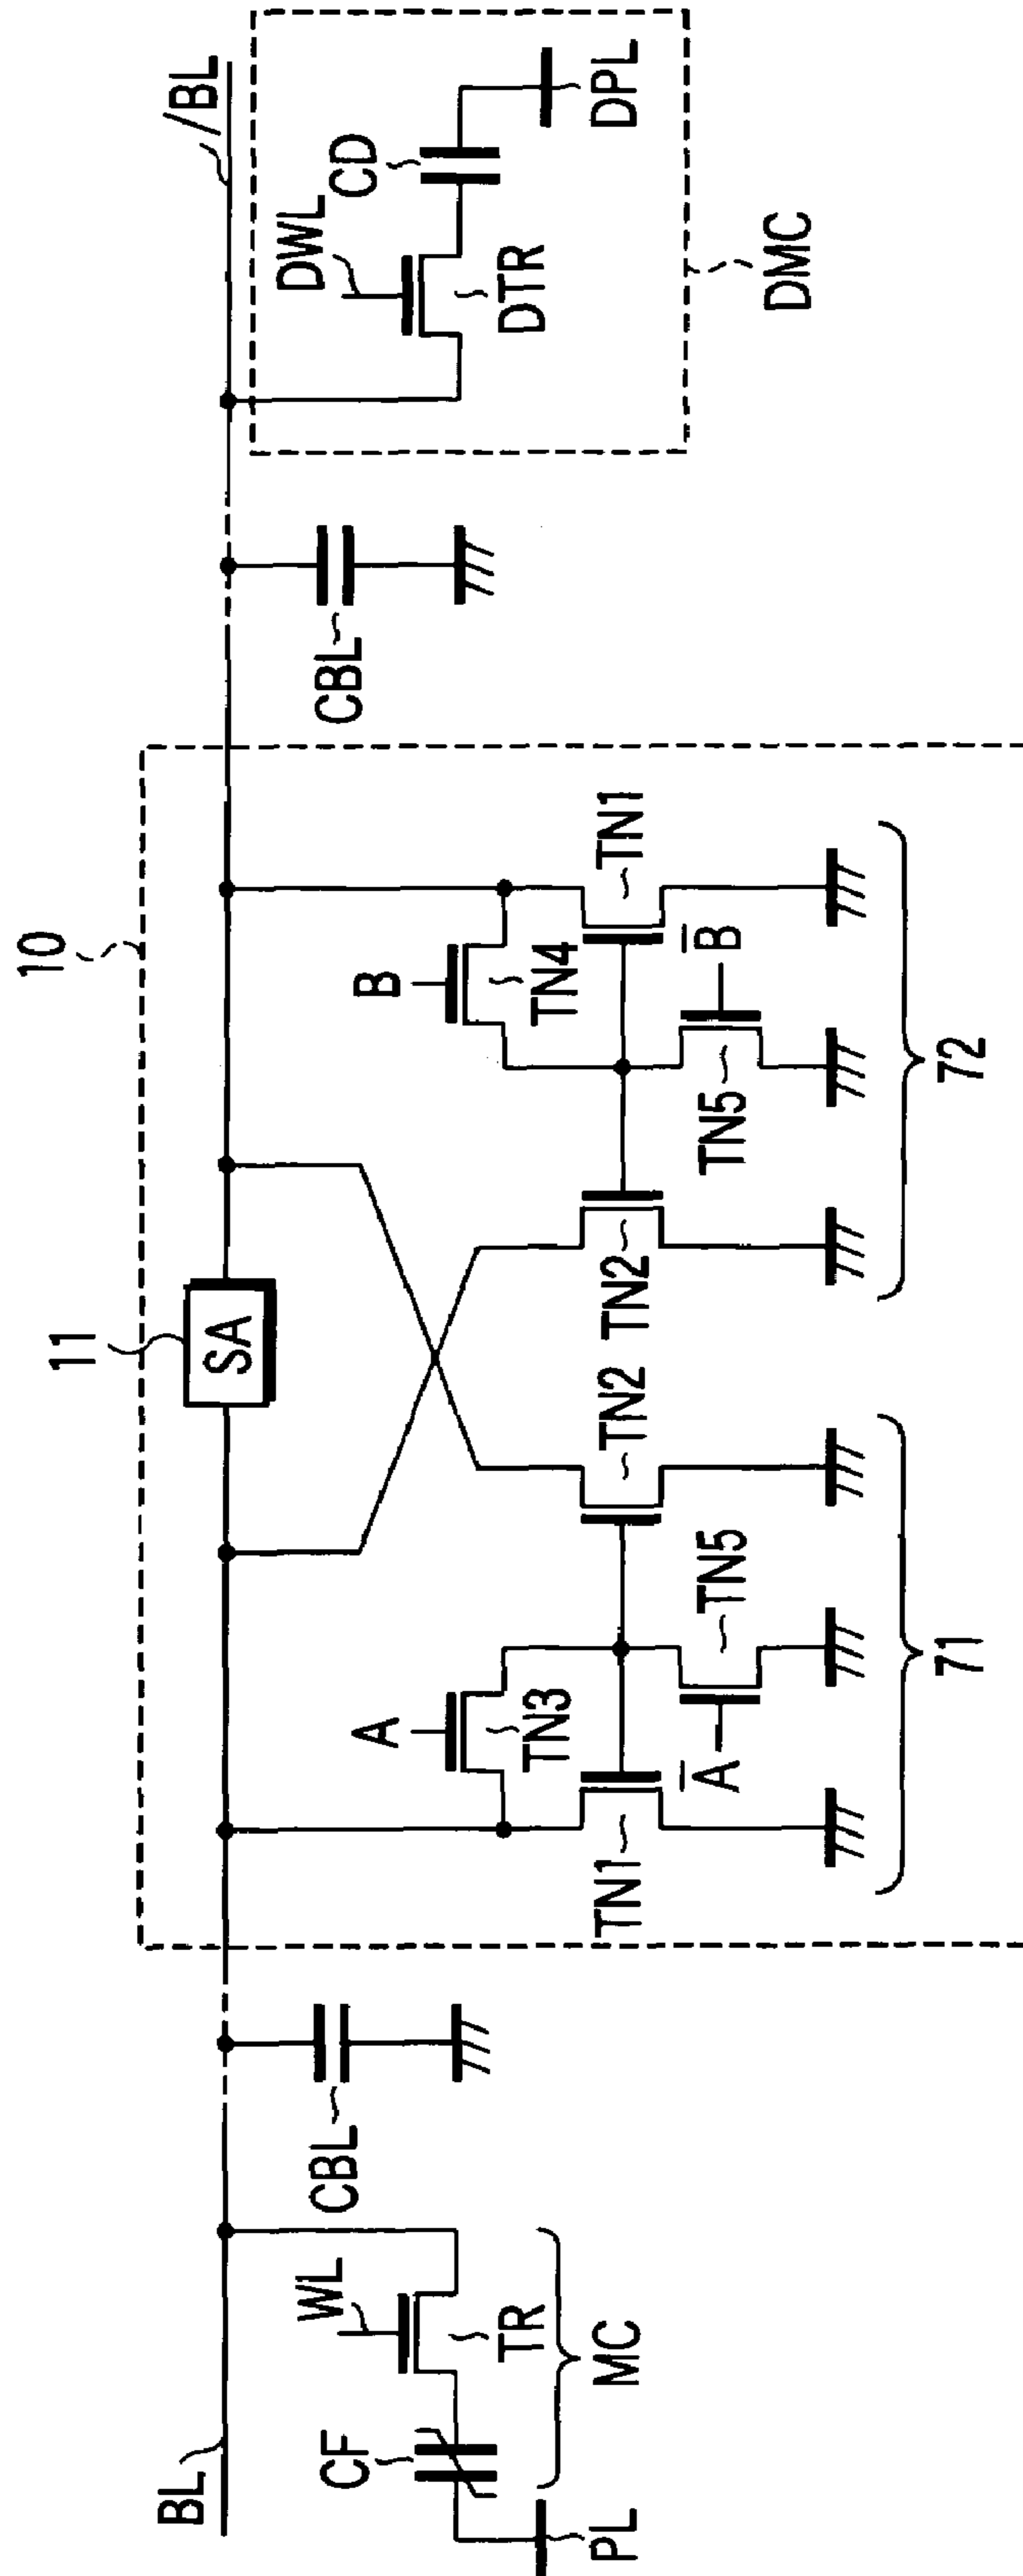 10
11
BL
/BL
SA
WL
DWL
CF
CBL
A
B
CBL
CD
TR
TN3
TN4
DTR
PL
MC
TN1
TN2
TN2
TN1
DPL
A̅
TN5
TN5
B̅
DMC
71
72